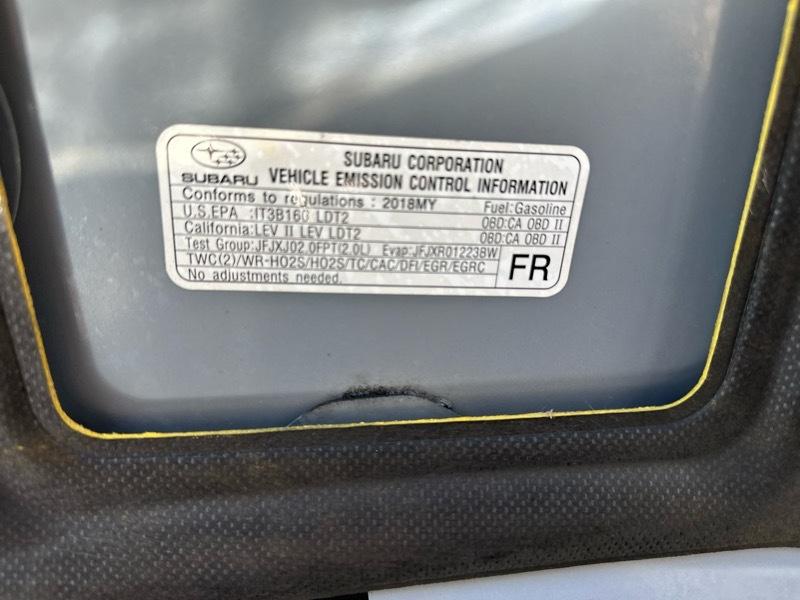 SUBARU
SUBARU CORPORATION
VEHICLE EMISSION CONTROL INFORMATION
Conforms to regulations : 2018MY Fuel:Gasoline
U.S.EPA :IT3B160 LDT2 OBD:CA OBD II
California:LEV II LEV LDT2 OBD:CA OBD II
Test Group:JFJXJ02.0FPT(2.0L) Evap:JFJXR01223BW
TWC(2)/WR-HO2S/HO2S/TC/CAC/DFI/EGR/EGRC
No adjustments needed.
FR